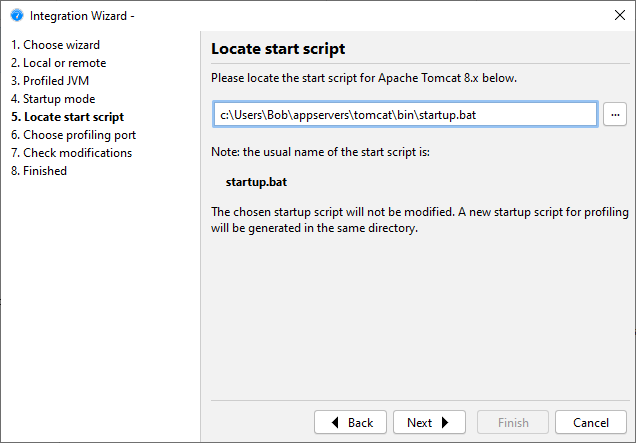 Integration Wizard -
1. Choose wizard
2. Local or remote
3. Profiled JVM
4. Startup mode
5. Locate start script
6. Choose profiling port
7. Check modifications
8. Finished
Locate start script
Please locate the start script for Apache Tomcat 8.x below.
c:\Users\Bob\appservers\tomcat\bin\startup.bat
...
Note: the usual name of the start script is:
startup.bat
The chosen startup script will not be modified. A new startup script for profiling
will be generated in the same directory.
Back
Next
Finish
Cancel